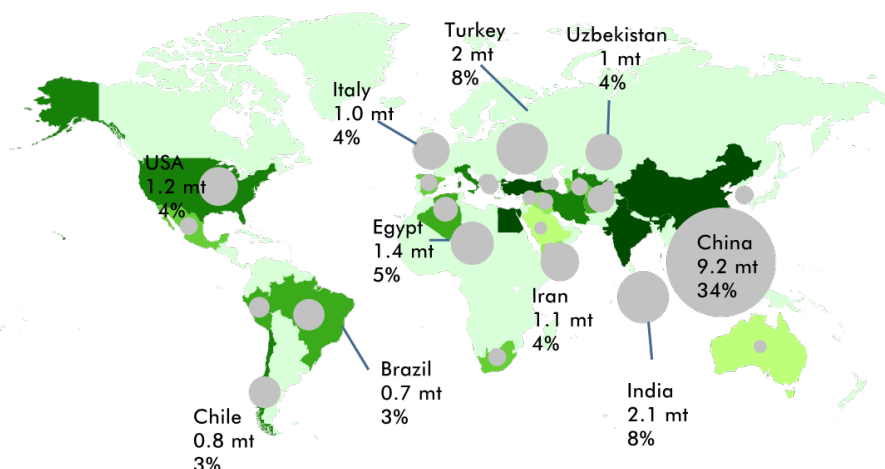 Turkey
2 mt
8%
Uzbekistan
1 mt
4%
Italy
1.0 mt
4%
USA
1.2 mt
4%
Egypt
1.4 mt
5%
China
9.2 mt
34%
Iran
1.1 mt
4%
Brazil
0.7 mt
3%
India
2.1 mt
8%
Chile
0.8 mt
3%